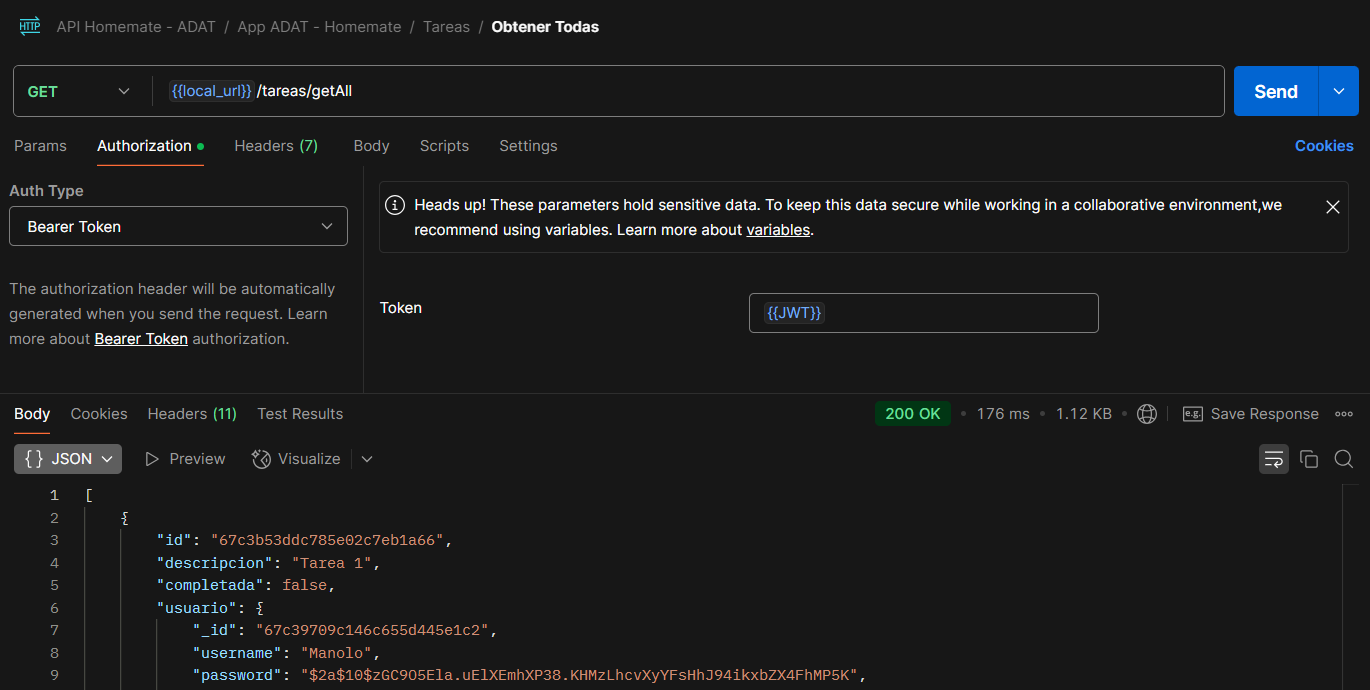 HTTP API Homemate - ADAT / App ADAT - Homemate / Tareas / Obtener Todas
GET {{local_url}}/tareas/getAll Send
Params Authorization Headers (7) Body Scripts Settings Cookies
Auth Type
Bearer Token
The authorization header will be automatically
generated when you send the request. Learn
more about Bearer Token authorization.
Heads up! These parameters hold sensitive data. To keep this data secure while working in a collaborative environment,we
recommend using variables. Learn more about variables.
Token {{JWT}}
Body Cookies Headers (11) Test Results 200 OK • 176 ms • 1.12 KB • e.g. Save Response
{} JSON Preview Visualize
1 [
2 {
3 "id": "67c3b53ddc785e02c7eb1a66",
4 "descripcion": "Tarea 1",
5 "completada": false,
6 "usuario": {
7 "_id": "67c39709c146c655d445e1c2",
8 "username": "Manolo",
9 "password": "$2a$10$zGC9O5Ela.uElXEmhXP38.KHMzLhcvXyYFsHhJ94ikxbZX4FhMP5K",